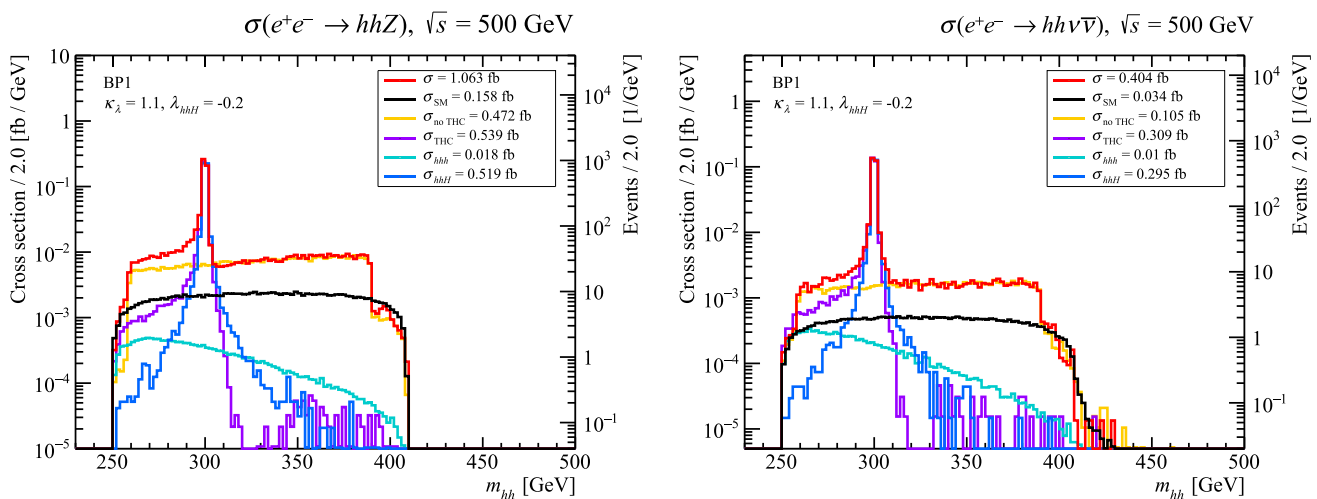 σ(e⁺e⁻ → hhZ), √s = 500 GeV
Cross section / 2.0 [fb / GeV]
10
1
10⁻¹
10⁻²
10⁻³
10⁻⁴
10⁻⁵
BP1
κ_λ = 1.1, λ_hhH = -0.2
σ = 1.063 fb
σ_SM = 0.158 fb
σ_no THC = 0.472 fb
σ_THC = 0.539 fb
σ_hhh = 0.018 fb
σ_hhH = 0.519 fb
Events / 2.0 [1/GeV]
10⁴
10³
10²
10
1
10⁻¹
250 300 350 400 450 500
m_hh [GeV]
σ(e⁺e⁻ → hhνν̅), √s = 500 GeV
Cross section / 2.0 [fb / GeV]
1
10⁻¹
10⁻²
10⁻³
10⁻⁴
10⁻⁵
BP1
κ_λ = 1.1, λ_hhH = -0.2
σ = 0.404 fb
σ_SM = 0.034 fb
σ_no THC = 0.105 fb
σ_THC = 0.309 fb
σ_hhh = 0.01 fb
σ_hhH = 0.295 fb
Events / 2.0 [1/GeV]
10⁴
10³
10²
10
1
10⁻¹
250 300 350 400 450 500
m_hh [GeV]